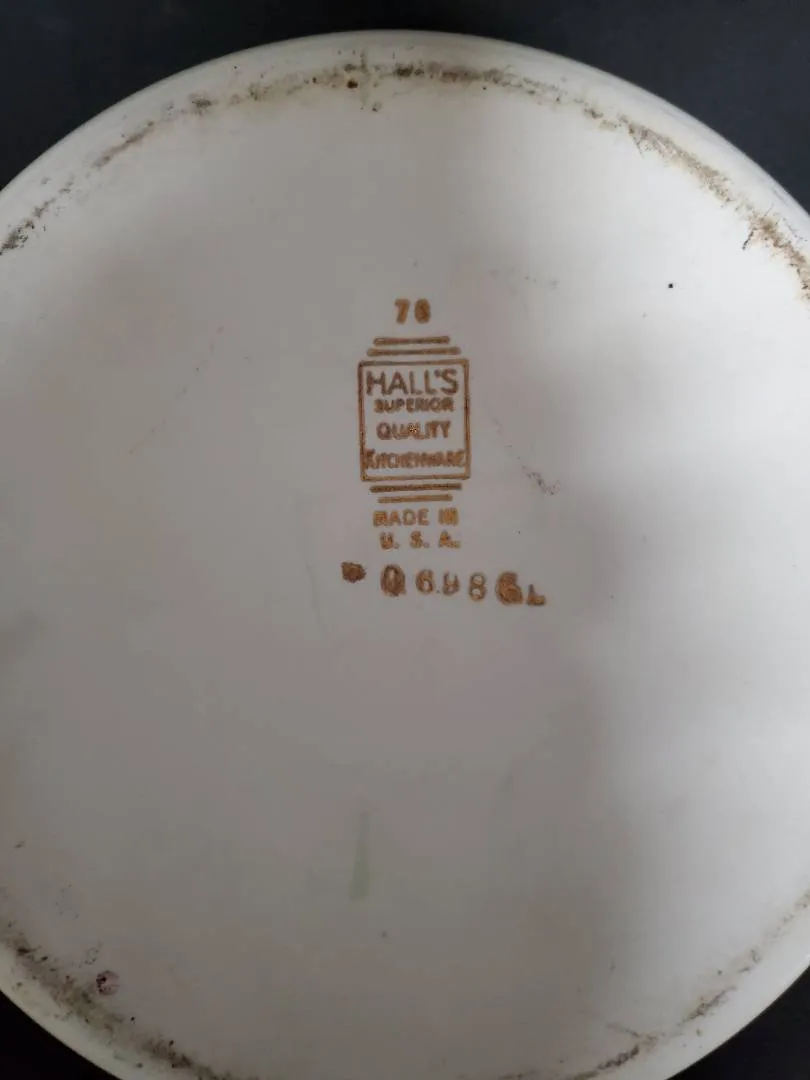 76
HALL'S
SUPERIOR
QUALITY
KITCHENWARE
MADE IN
U. S. A.